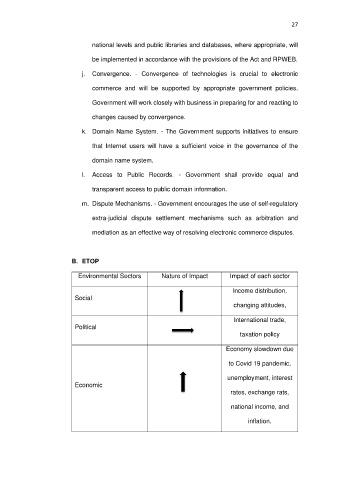 27
national levels and public libraries and databases, where appropriate, will
be implemented in accordance with the provisions of the Act and RPWEB.
j. Convergence. - Convergence of technologies is crucial to electronic
commerce and will be supported by appropriate government policies.
Government will work closely with business in preparing for and reacting to
changes caused by convergence.
k. Domain Name System. - The Government supports Initiatives to ensure
that Internet users will have a sufficient voice in the governance of the
domain name system.
l. Access to Public Records. - Government shall provide equal and
transparent access to public domain information.
m. Dispute Mechanisms. - Government encourages the use of self-regulatory
extra-judicial dispute settlement mechanisms such as arbitration and
mediation as an effective way of resolving electronic commerce disputes.
B. ETOP
Environmental Sectors Nature of Impact Impact of each sector
Social
Income distribution,
changing attitudes,
Political
International trade,
taxation policy
Economic
Economy slowdown due
to Covid 19 pandemic,
unemployment, interest
rates, exchange rats,
national income, and
inflation.